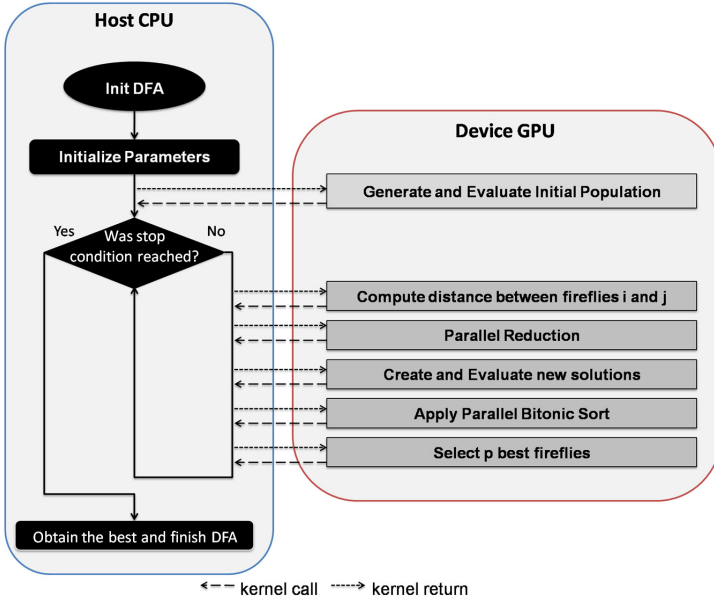 Host CPU
Init DFA
Initialize Parameters
Yes
Was stop
condition reached?
No
Obtain the best and finish DFA
Device GPU
Generate and Evaluate Initial Population
Compute distance between fireflies i and j
Parallel Reduction
Create and Evaluate new solutions
Apply Parallel Bitonic Sort
Select p best fireflies
kernel call
kernel return